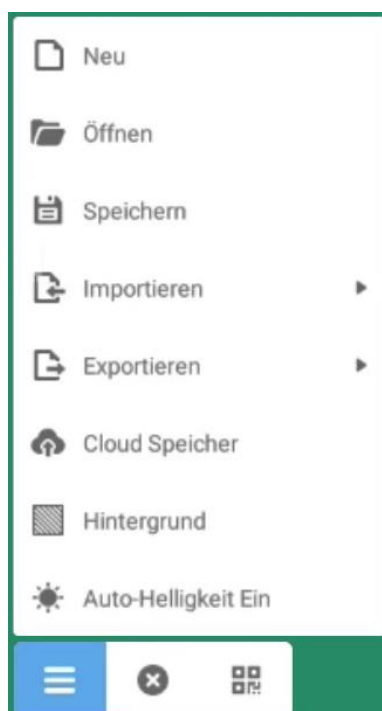 Neu
Öffnen
Speichern
Importieren
Exportieren
Cloud Speicher
Hintergrund
Auto-Helligkeit Ein